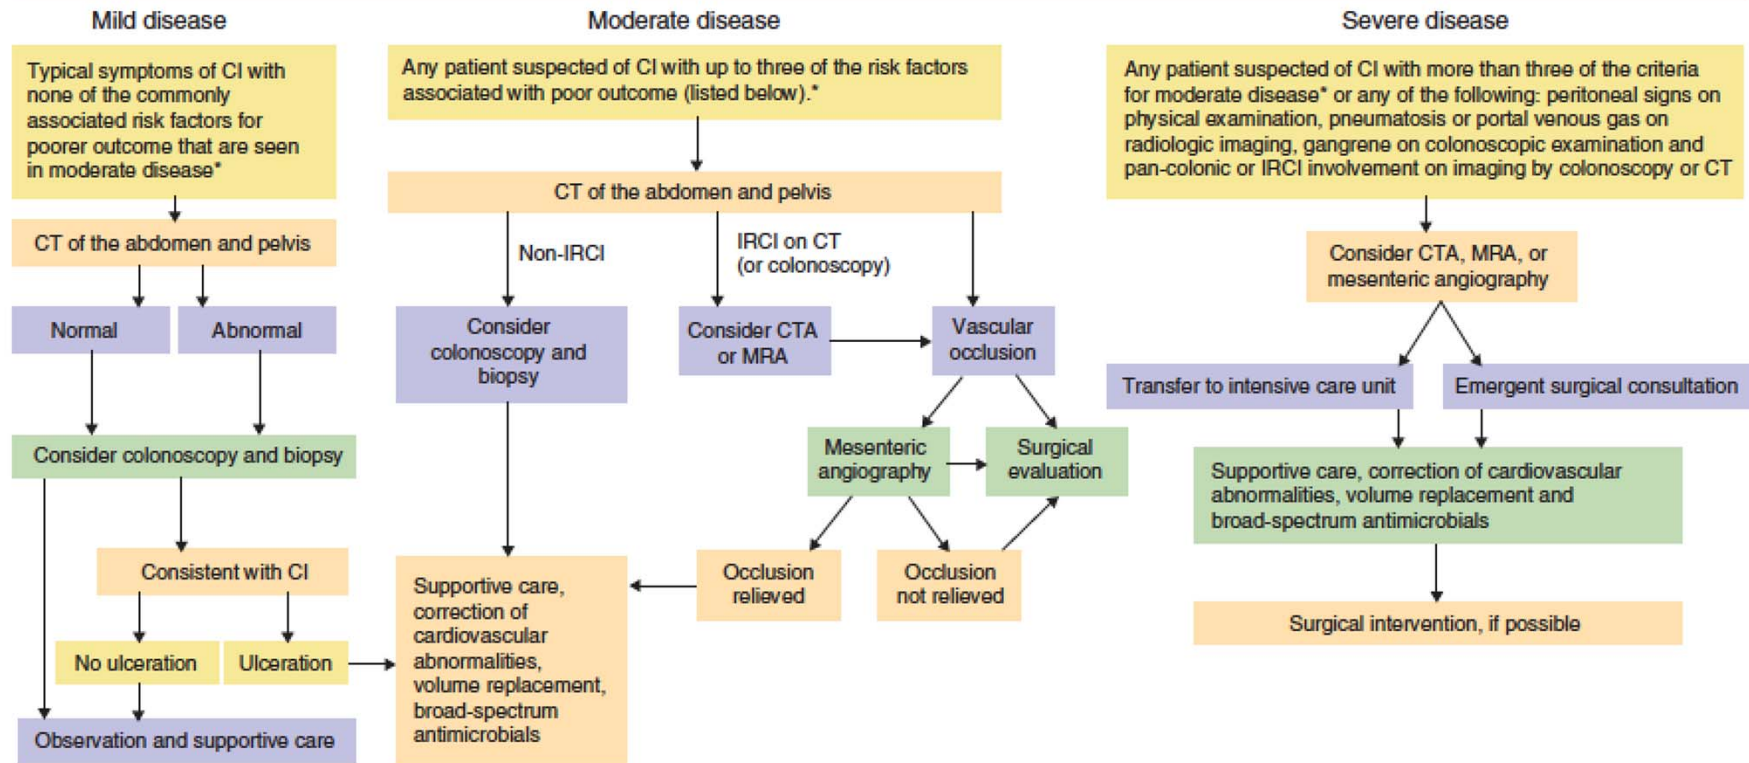 Mild disease
Typical symptoms of CI with
none of the commonly
associated risk factors for
poorer outcome that are seen
in moderate disease*
CT of the abdomen and pelvis
Normal
Abnormal
Consider colonoscopy and biopsy
Consistent with CI
No ulceration
Ulceration
Observation and supportive care
Moderate disease
Any patient suspected of CI with up to three of the risk factors
associated with poor outcome (listed below).*
CT of the abdomen and pelvis
Non-IRCI
IRCI on CT
(or colonoscopy)
Consider
colonoscopy and
biopsy
Consider CTA
or MRA
Vascular
occlusion
Mesenteric
angiography
Surgical
evaluation
Occlusion
relieved
Occlusion
not relieved
Supportive care,
correction of
cardiovascular
abnormalities,
volume replacement,
broad-spectrum
antimicrobials
Severe disease
Any patient suspected of CI with more than three of the criteria
for moderate disease* or any of the following: peritoneal signs on
physical examination, pneumatosis or portal venous gas on
radiologic imaging, gangrene on colonoscopic examination and
pan-colonic or IRCI involvement on imaging by colonoscopy or CT
Consider CTA, MRA, or
mesenteric angiography
Transfer to intensive care unit
Emergent surgical consultation
Supportive care, correction of cardiovascular
abnormalities, volume replacement and
broad-spectrum antimicrobials
Surgical intervention, if possible